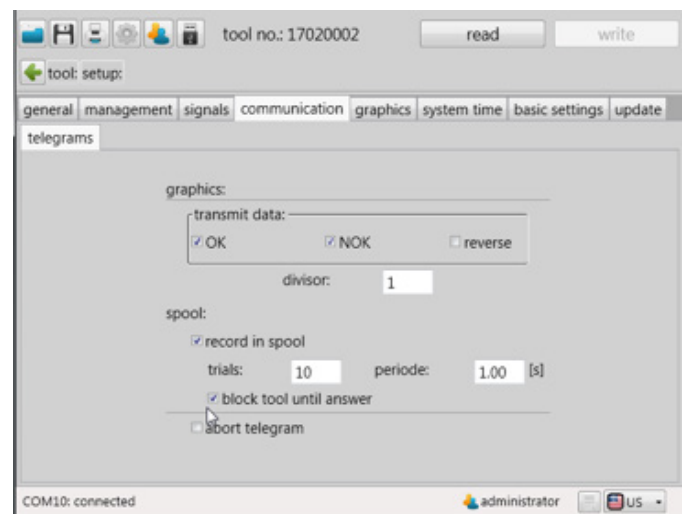 tool no.: 17020002 read write
tool: setup:
general management signals communication graphics system time basic settings update
telegrams
graphics:
transmit data:
OK NOK reverse
divisor: 1
spool:
record in spool
trials: 10 periode: 1.00 [s]
block tool until answer
abort telegram
COM10: connected administrator US